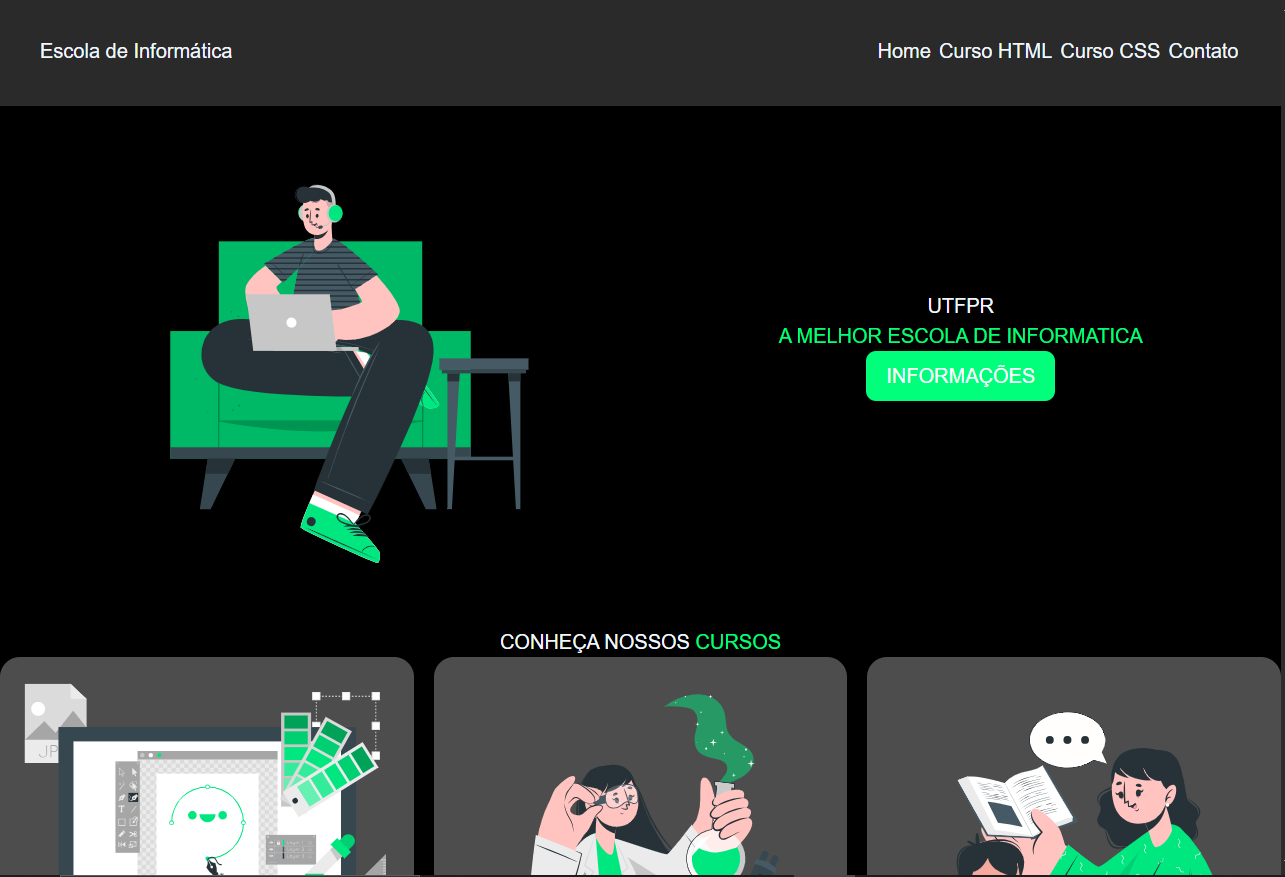 Escola de Informática
Home Curso HTML Curso CSS Contato
UTFPR
A MELHOR ESCOLA DE INFORMATICA
INFORMAÇÕES
CONHEÇA NOSSOS CURSOS
JP
T